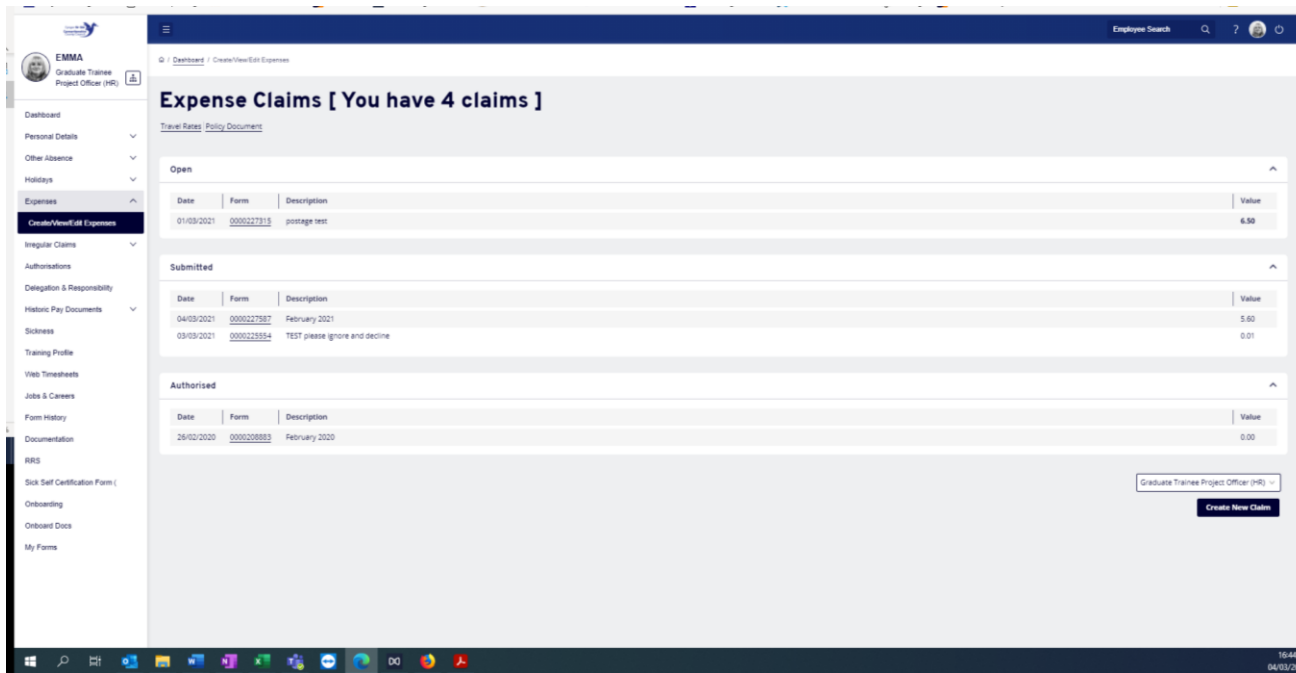 Employee Search ?
EMMA
Graduate Trainee
Project Officer (HR)
/ Dashboard / Create/View/Edit Expenses
Expense Claims [ You have 4 claims ]
Travel Rates Policy Document
Dashboard
Personal Details
Other Absence
Holidays
Expenses
Create/View/Edit Expenses
Irregular Claims
Authorisations
Delegation & Responsibility
Historic Pay Documents
Sickness
Training Profile
Web Timesheets
Jobs & Careers
Form History
Documentation
RRS
Sick Self Certification Form (
Onboarding
Onboard Docs
My Forms
Open
Date Form Description Value
01/03/2021 0000227315 postage test 6.50
Submitted
Date Form Description Value
04/03/2021 0000227587 February 2021 5.60
03/03/2021 0000225554 TEST please ignore and decline 0.01
Authorised
Date Form Description Value
26/02/2020 0000208883 February 2020 0.00
Graduate Trainee Project Officer (HR)
Create New Claim
16:44
04/03/2